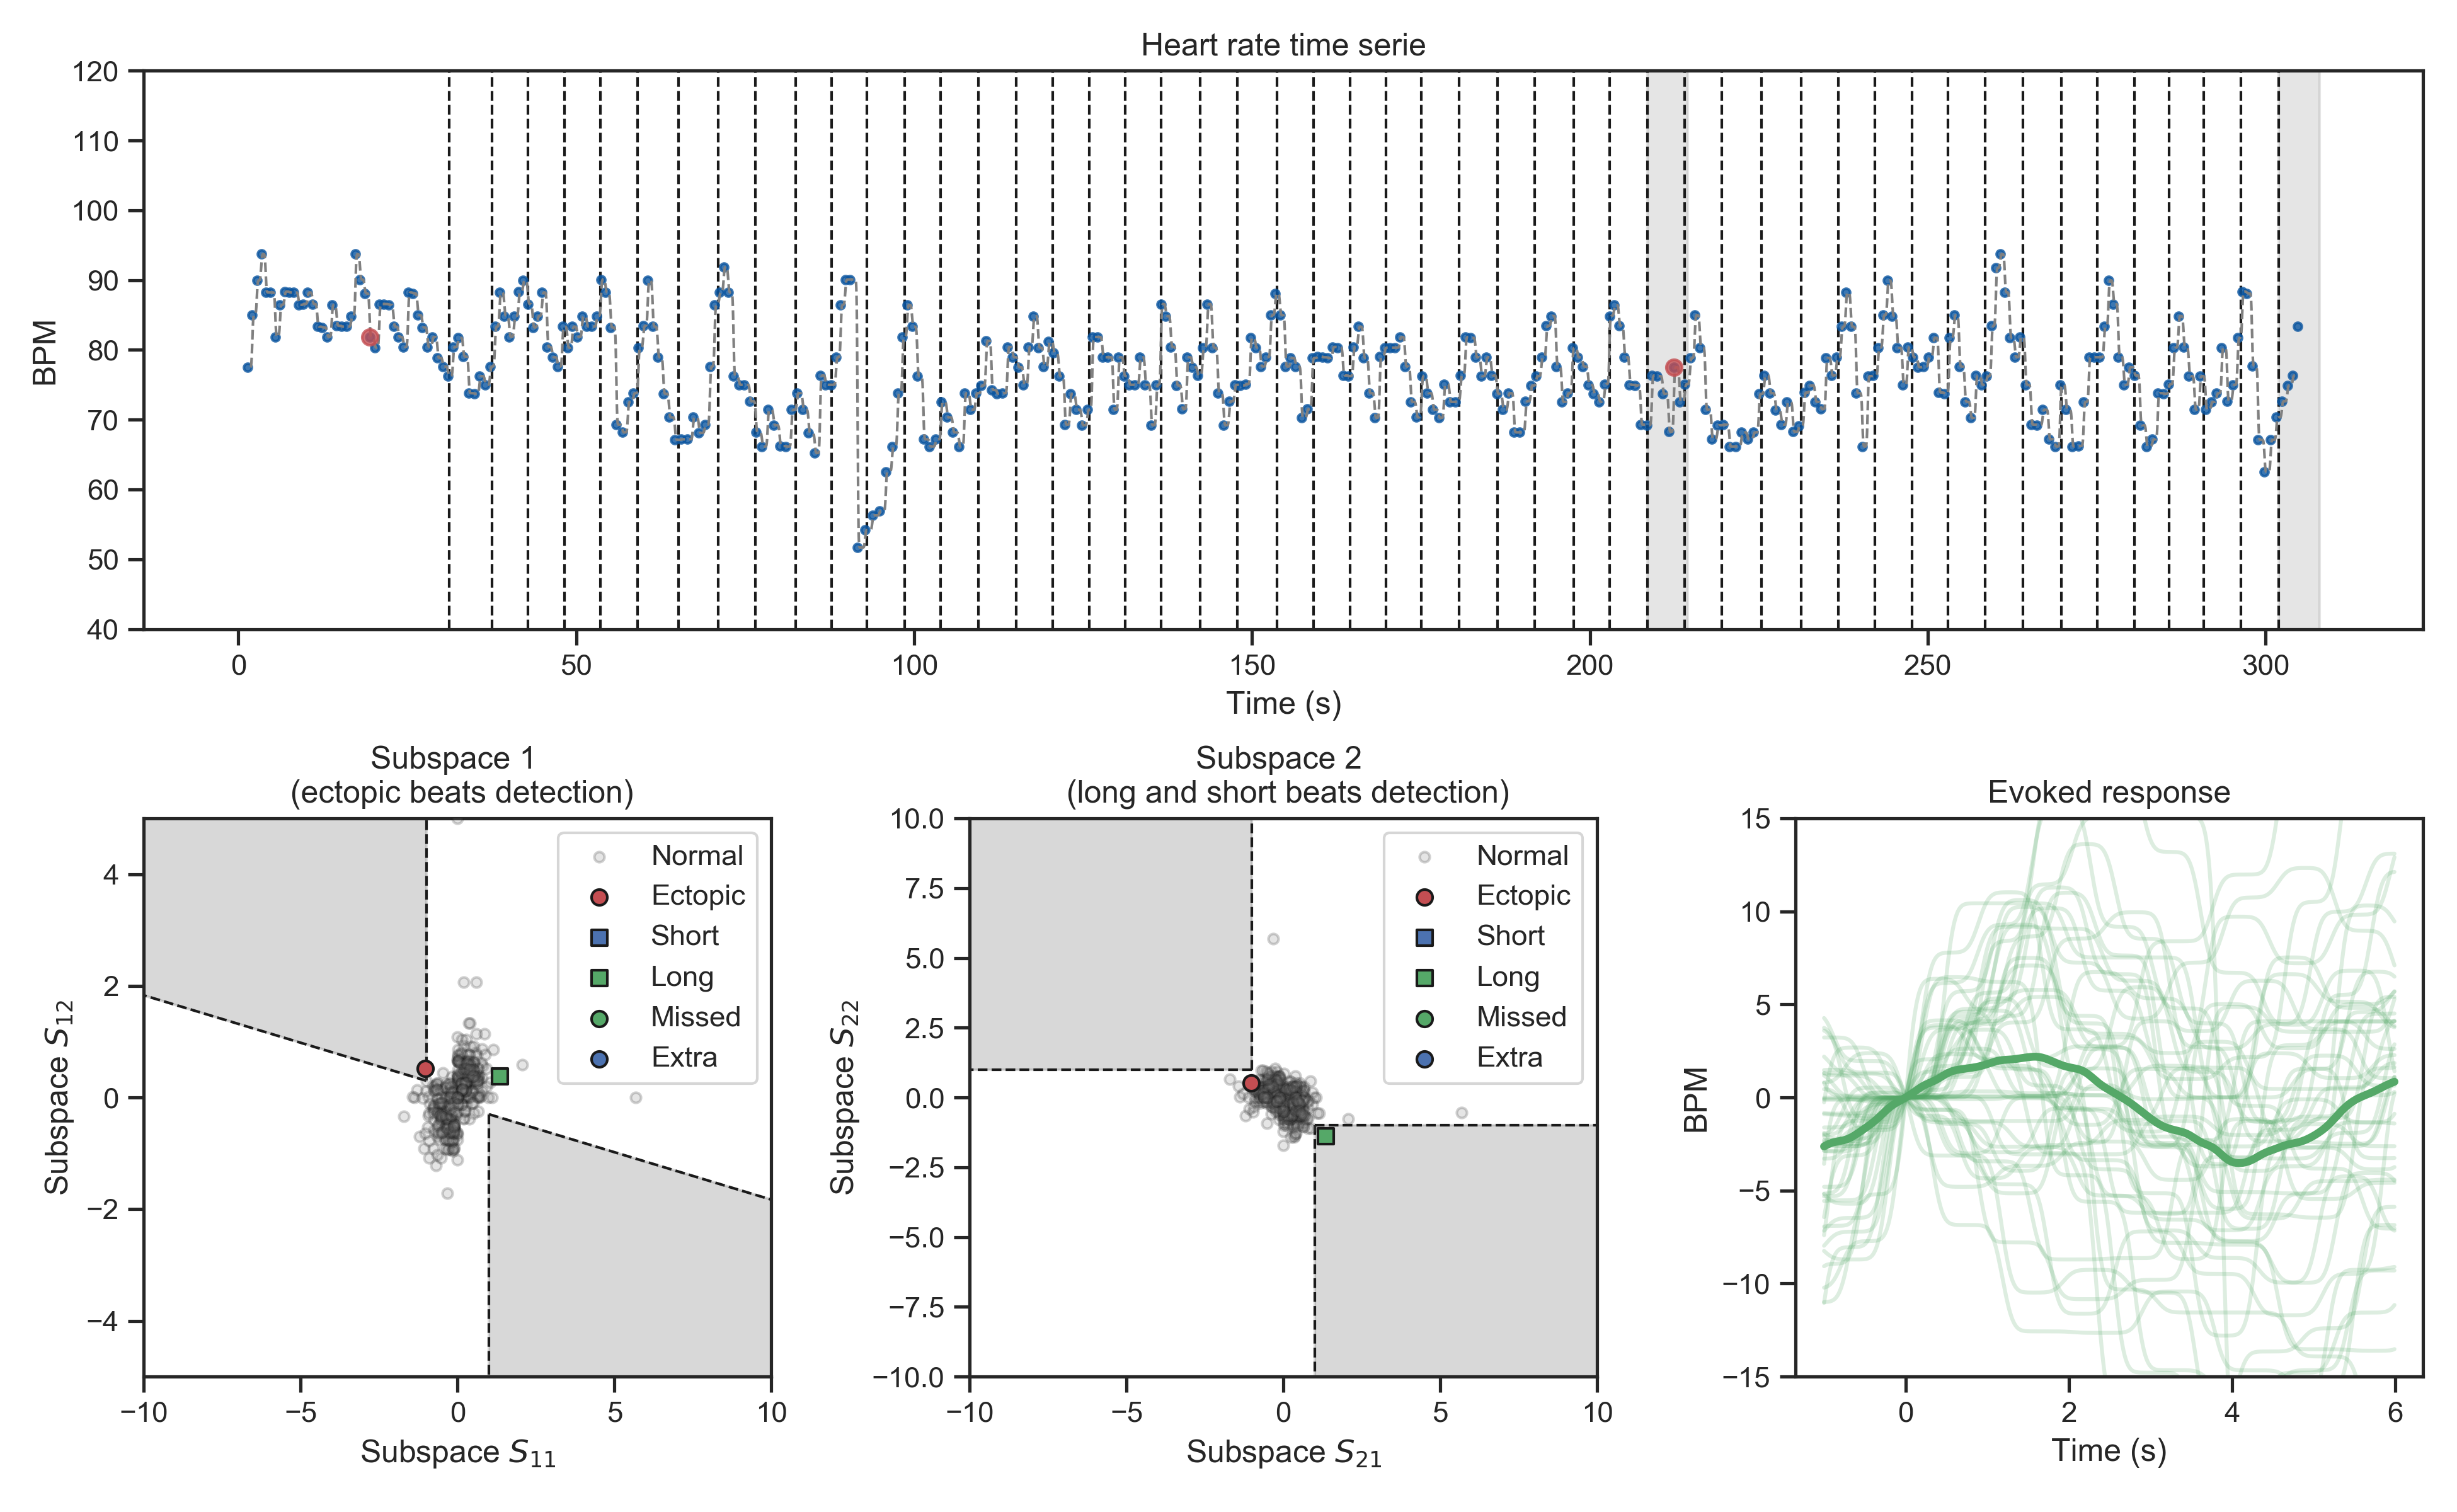 Heart rate time serie
120
110
100
90
80
70
60
50
40
BPM
0 50 100 150 200 250 300
Time (s)
Subspace 1
(ectopic beats detection)
4
2
0
−2
−4
Subspace S12
Normal
Ectopic
Short
Long
Missed
Extra
−10 −5 0 5 10
Subspace S11
Subspace 2
(long and short beats detection)
10.0
7.5
5.0
2.5
0.0
−2.5
−5.0
−7.5
−10.0
Subspace S22
Normal
Ectopic
Short
Long
Missed
Extra
−10 −5 0 5 10
Subspace S21
Evoked response
15
10
5
0
−5
−10
−15
BPM
0 2 4 6
Time (s)